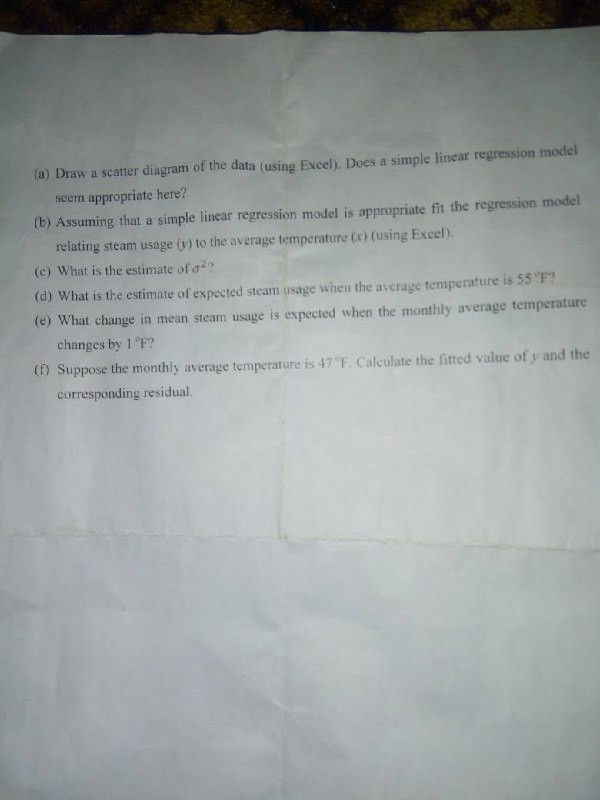 (a) Draw a scatter diagram of the data (using Excel). Does a simple linear regression model
seem appropriate here?
(b) Assuming that a simple linear regression model is appropriate fit the regression model
relating steam usage (y) to the average temperature (x) (using Excel).
(c) What is the estimate of σ²?
(d) What is the estimate of expected steam usage when the average temperature is 55 °F?
(e) What change in mean steam usage is expected when the monthly average temperature
changes by 1 °F?
(f) Suppose the monthly average temperature is 47 °F. Calculate the fitted value of y and the
corresponding residual.